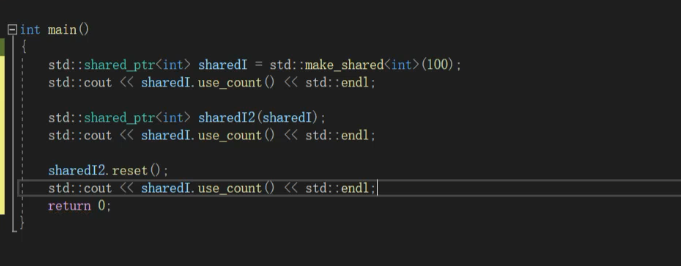 int main()
{
std::shared_ptr<int> sharedI = std::make_shared<int>(100);
std::cout << sharedI.use_count() << std::endl;
std::shared_ptr<int> sharedI2(sharedI);
std::cout << sharedI.use_count() << std::endl;
sharedI2.reset();
std::cout << sharedI.use_count() << std::endl;
return 0;
}